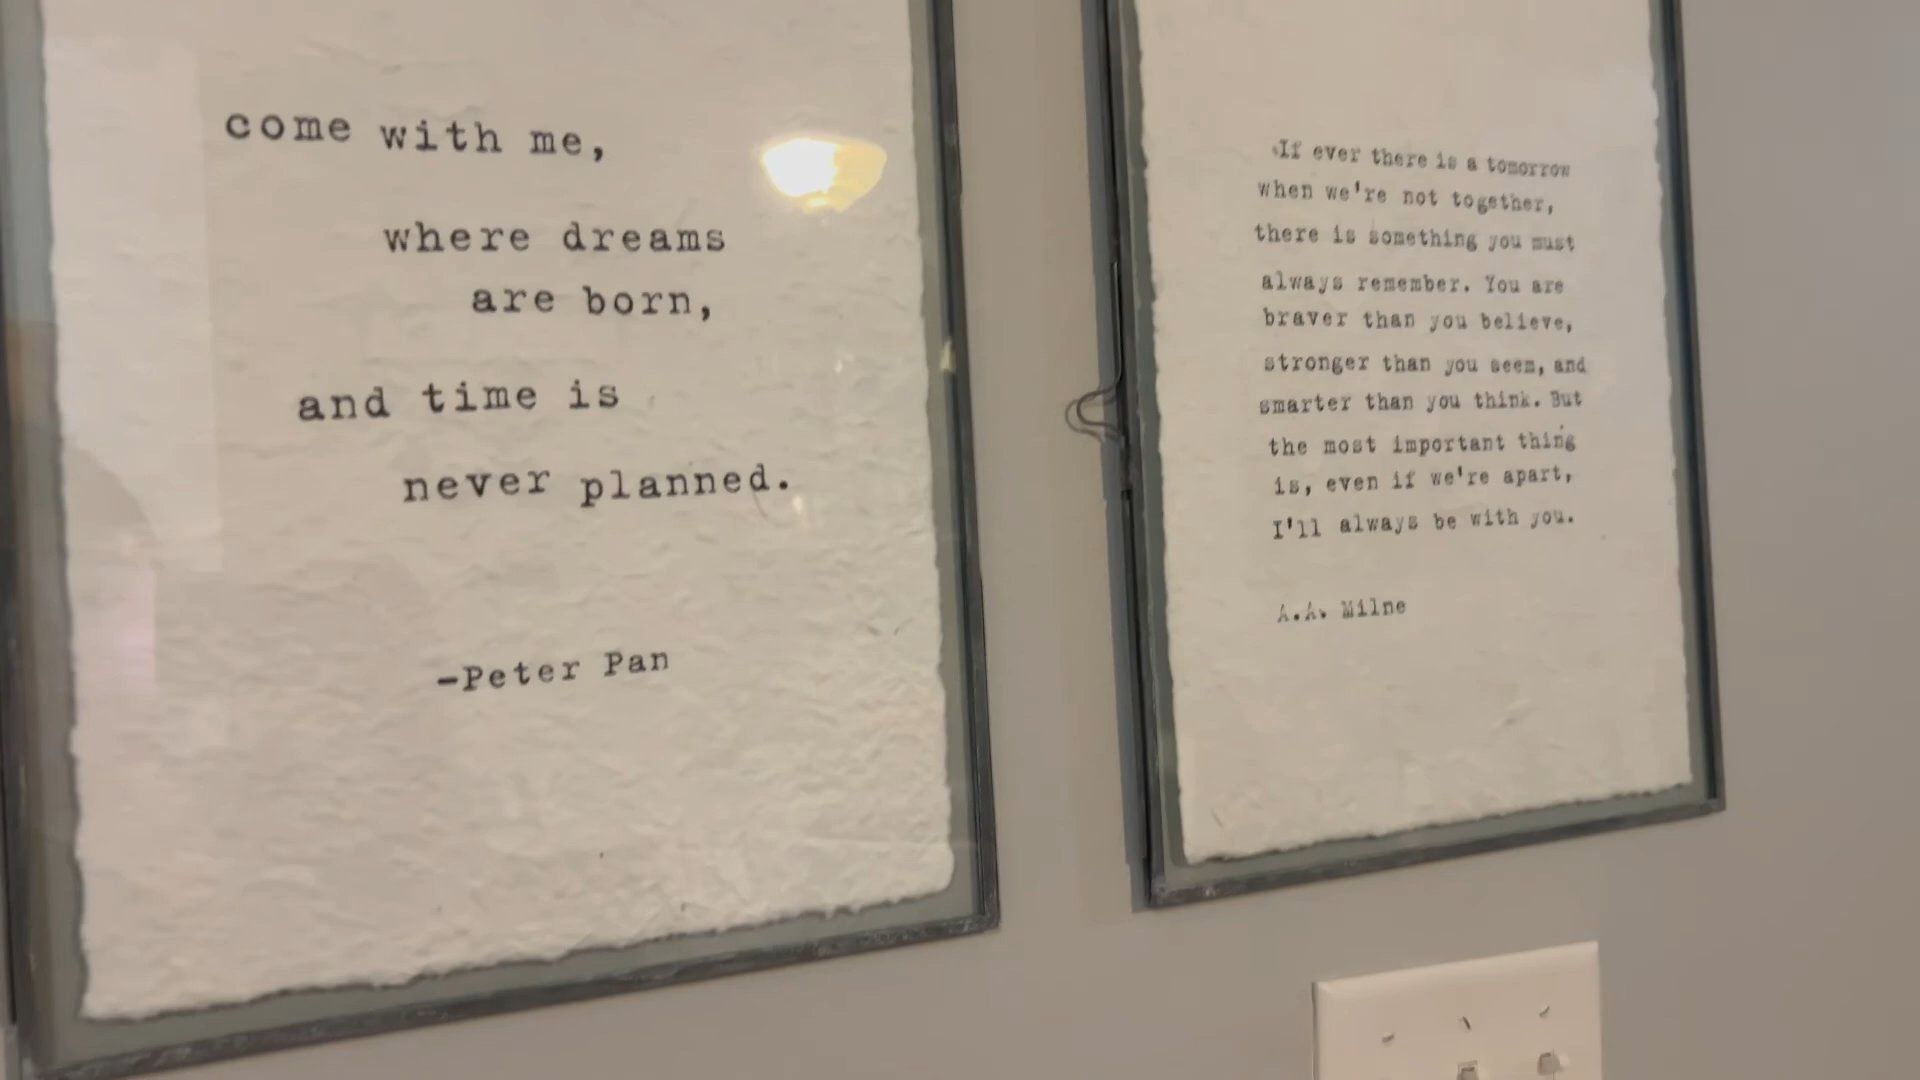 come with me,
where dreams
are born,
and time is
never planned.
-Peter Pan
If ever there is a tomorrow
when we're not together,
there is something you must
always remember. You are
braver than you believe,
stronger than you seem, and
smarter than you think. But
the most important thing
is, even if we're apart,
I'll always be with you.
A.A. Milne